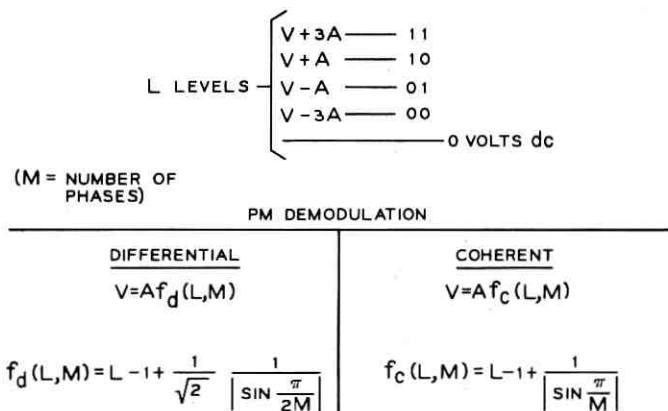 V+3A — 11
V+A — 10
L LEVELS
V-A — 01
V-3A — 00
0 VOLTS dc
(M = NUMBER OF
PHASES)
PM DEMODULATION
DIFFERENTIAL
V=Af_d(L,M)
f_d(L,M) = L-1+ 1/√2 1/|SIN π/2M|
COHERENT
V=Af_c(L,M)
f_c(L,M) = L-1+ 1/|SIN π/M|